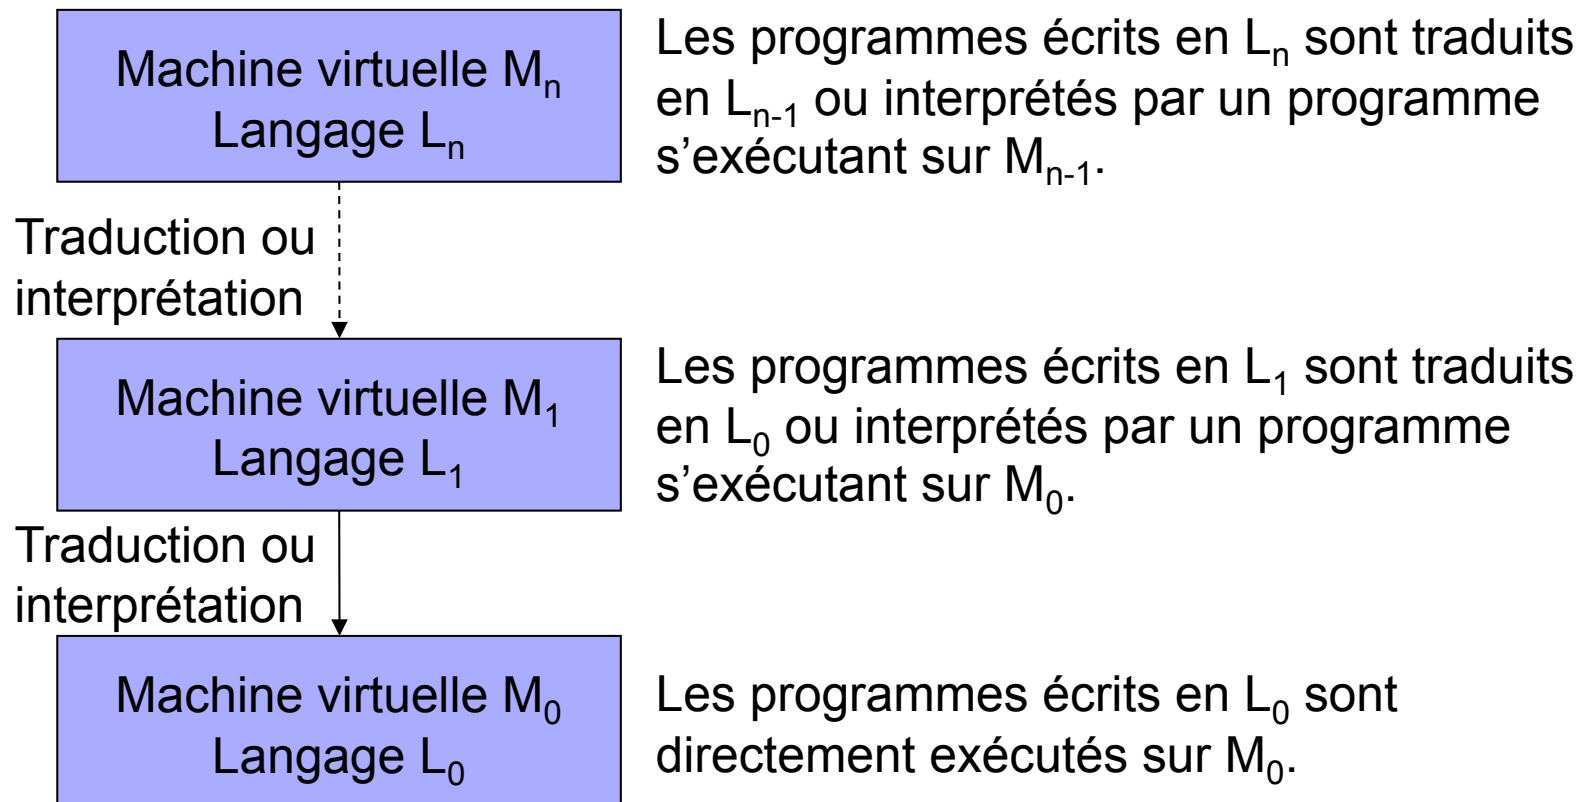 Machine virtuelle Mₙ
Langage Lₙ
Les programmes écrits en Lₙ sont traduits
en Lₙ₋₁ ou interprétés par un programme
s’exécutant sur Mₙ₋₁.
Traduction ou
interprétation
Machine virtuelle M₁
Langage L₁
Les programmes écrits en L₁ sont traduits
en L₀ ou interprétés par un programme
s’exécutant sur M₀.
Traduction ou
interprétation
Machine virtuelle M₀
Langage L₀
Les programmes écrits en L₀ sont
directement exécutés sur M₀.